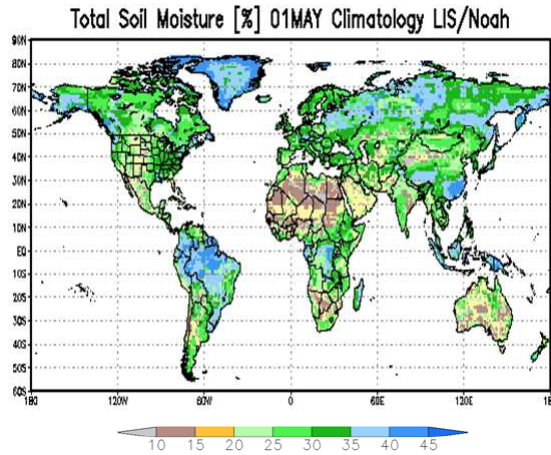 Total Soil Moisture [%] 01MAY Climatology LIS/Noah
90N
80N
70N
60N
50N
40N
30N
20N
10N
EQ
10S
20S
30S
40S
50S
60S
180 120W 60W 0 60E 120E 180
10 15 20 25 30 35 40 45